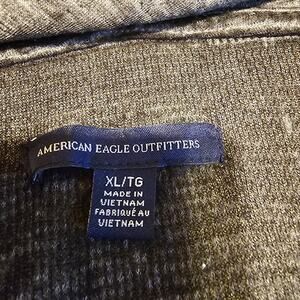 AMERICAN EAGLE OUTFITTERS
XL/TG
MADE IN
VIETNAM
FABRIQUÉ AU
VIETNAM